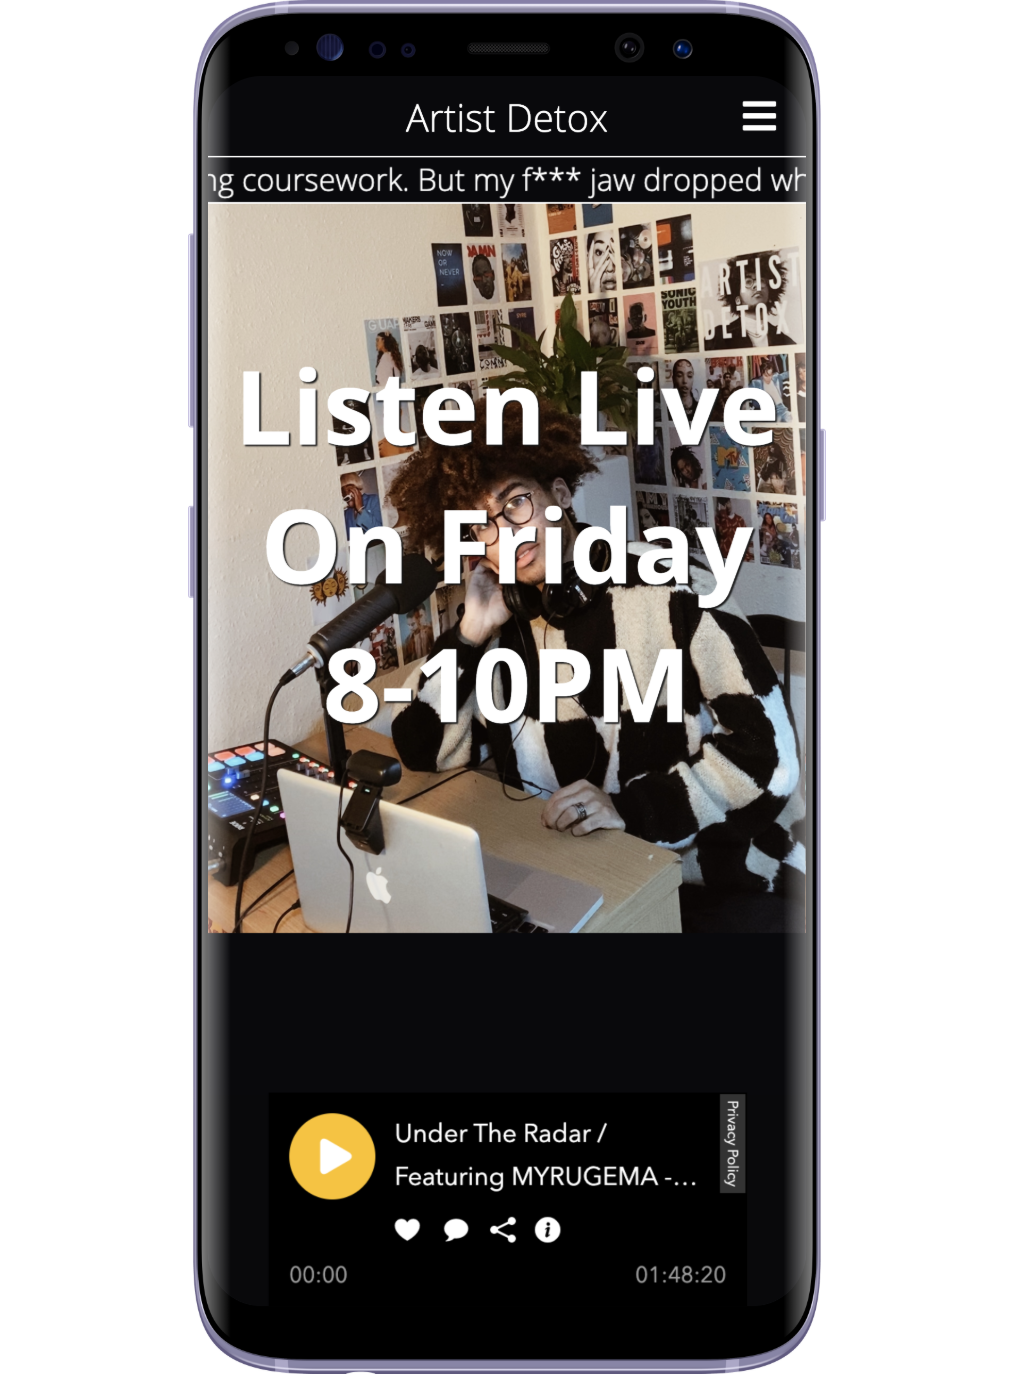 Artist Detox
ng coursework. But my f*** jaw dropped wh
NOW
OR
NEVER
DAMN.
SONIC
YOUTH
ARTIST
DETOX
Listen Live
On Friday
8-10PM
Under The Radar /
Featuring MYRUGEMA -...
Privacy Policy
00:00
01:48:20